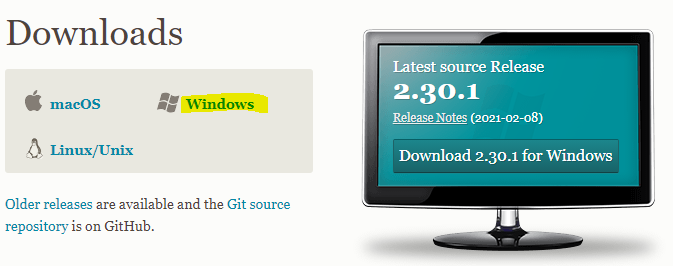 Downloads
macOS
Windows
Linux/Unix
Older releases are available and the Git source
repository is on GitHub.
Latest source Release
2.30.1
Release Notes (2021-02-08)
Download 2.30.1 for Windows